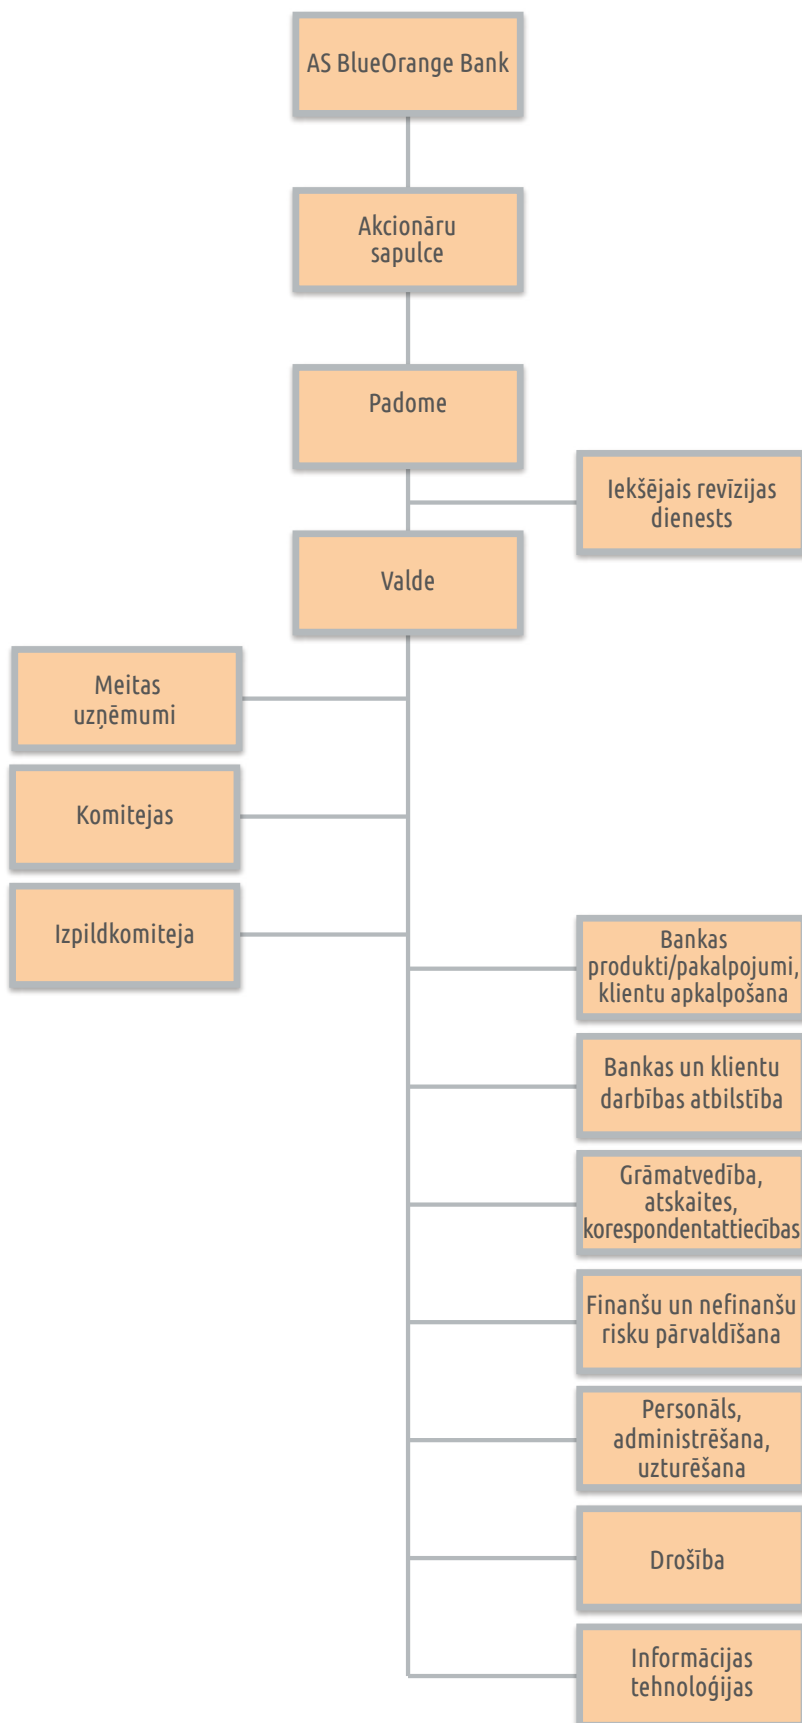 AS BlueOrange Bank
Akcionāru
sapulce
Padome
Iekšējais revīzijas
dienests
Valde
Meitas
uzņēmumi
Komitejas
Izpildkomiteja
Bankas
produkti/pakalpojumi,
klientu apkalpošana
Bankas un klientu
darbības atbilstība
Grāmatvedība,
atskaites,
korespondentattiecības
Finanšu un nefinanšu
risku pārvaldīšana
Personāls,
administrēšana,
uzturēšana
Drošība
Informācijas
tehnoloģijas